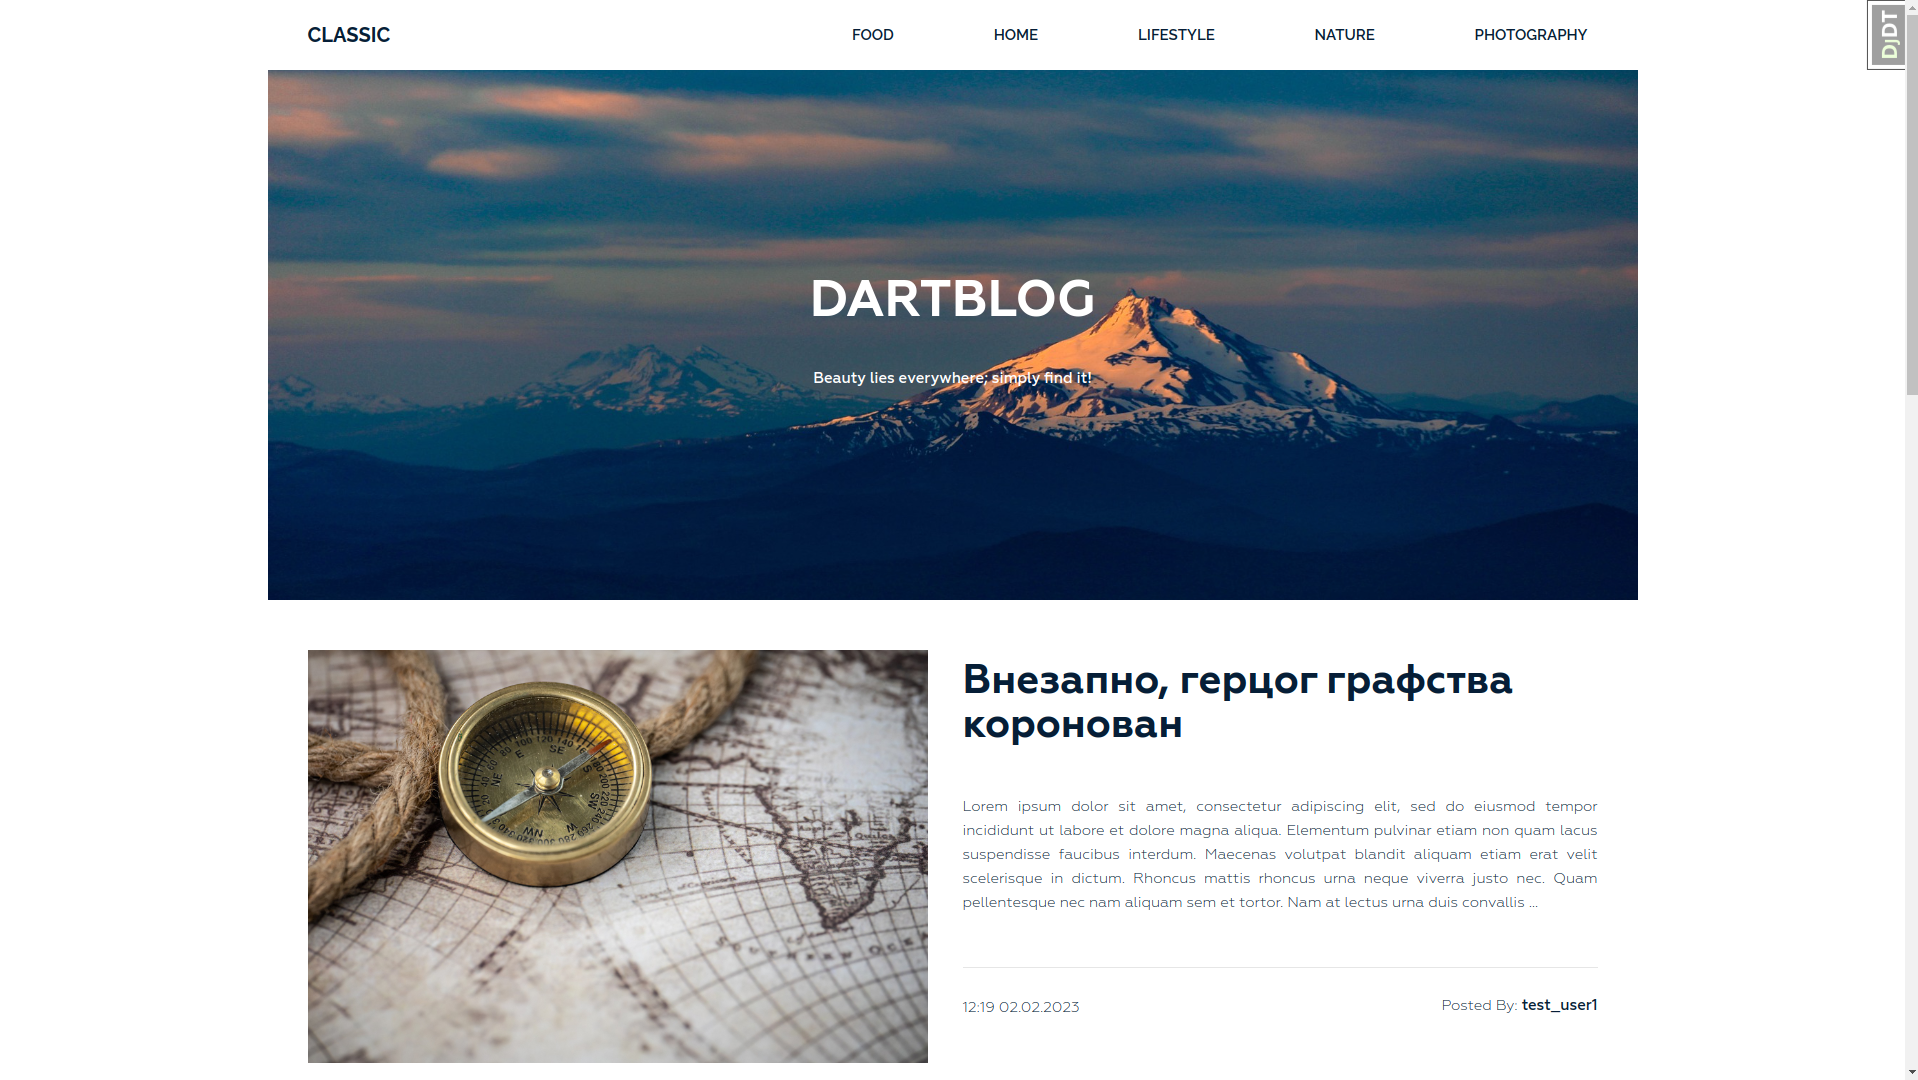 CLASSIC
FOOD
HOME
LIFESTYLE
NATURE
PHOTOGRAPHY
DJDT
DARTBLOG
Beauty lies everywhere; simply find it!
Внезапно, герцог графства
коронован
Lorem ipsum dolor sit amet, consectetur adipiscing elit, sed do eiusmod tempor
incididunt ut labore et dolore magna aliqua. Elementum pulvinar etiam non quam lacus
suspendisse faucibus interdum. Maecenas volutpat blandit aliquam etiam erat velit
scelerisque in dictum. Rhoncus mattis rhoncus urna neque viverra justo nec. Quam
pellentesque nec nam aliquam sem et tortor. Nam at lectus urna duis convallis ...
12:19 02.02.2023
Posted By: test_user1